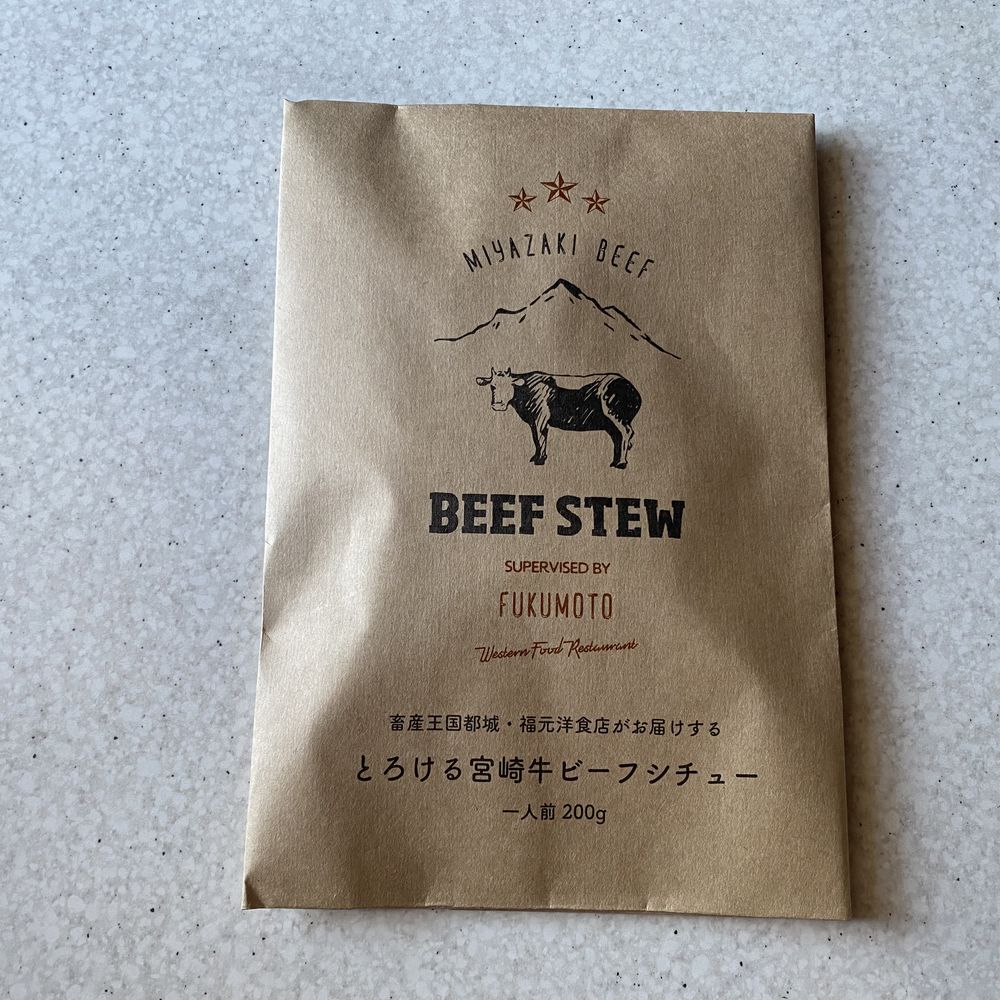 MIYAZAKI BEEF
BEEF STEW
SUPERVISED BY
FUKUMOTO
Western Food Restaurant
畜産王国都城・福元洋食店がお届けする
とろける宮崎牛ビーフシチュー
一人前 200g